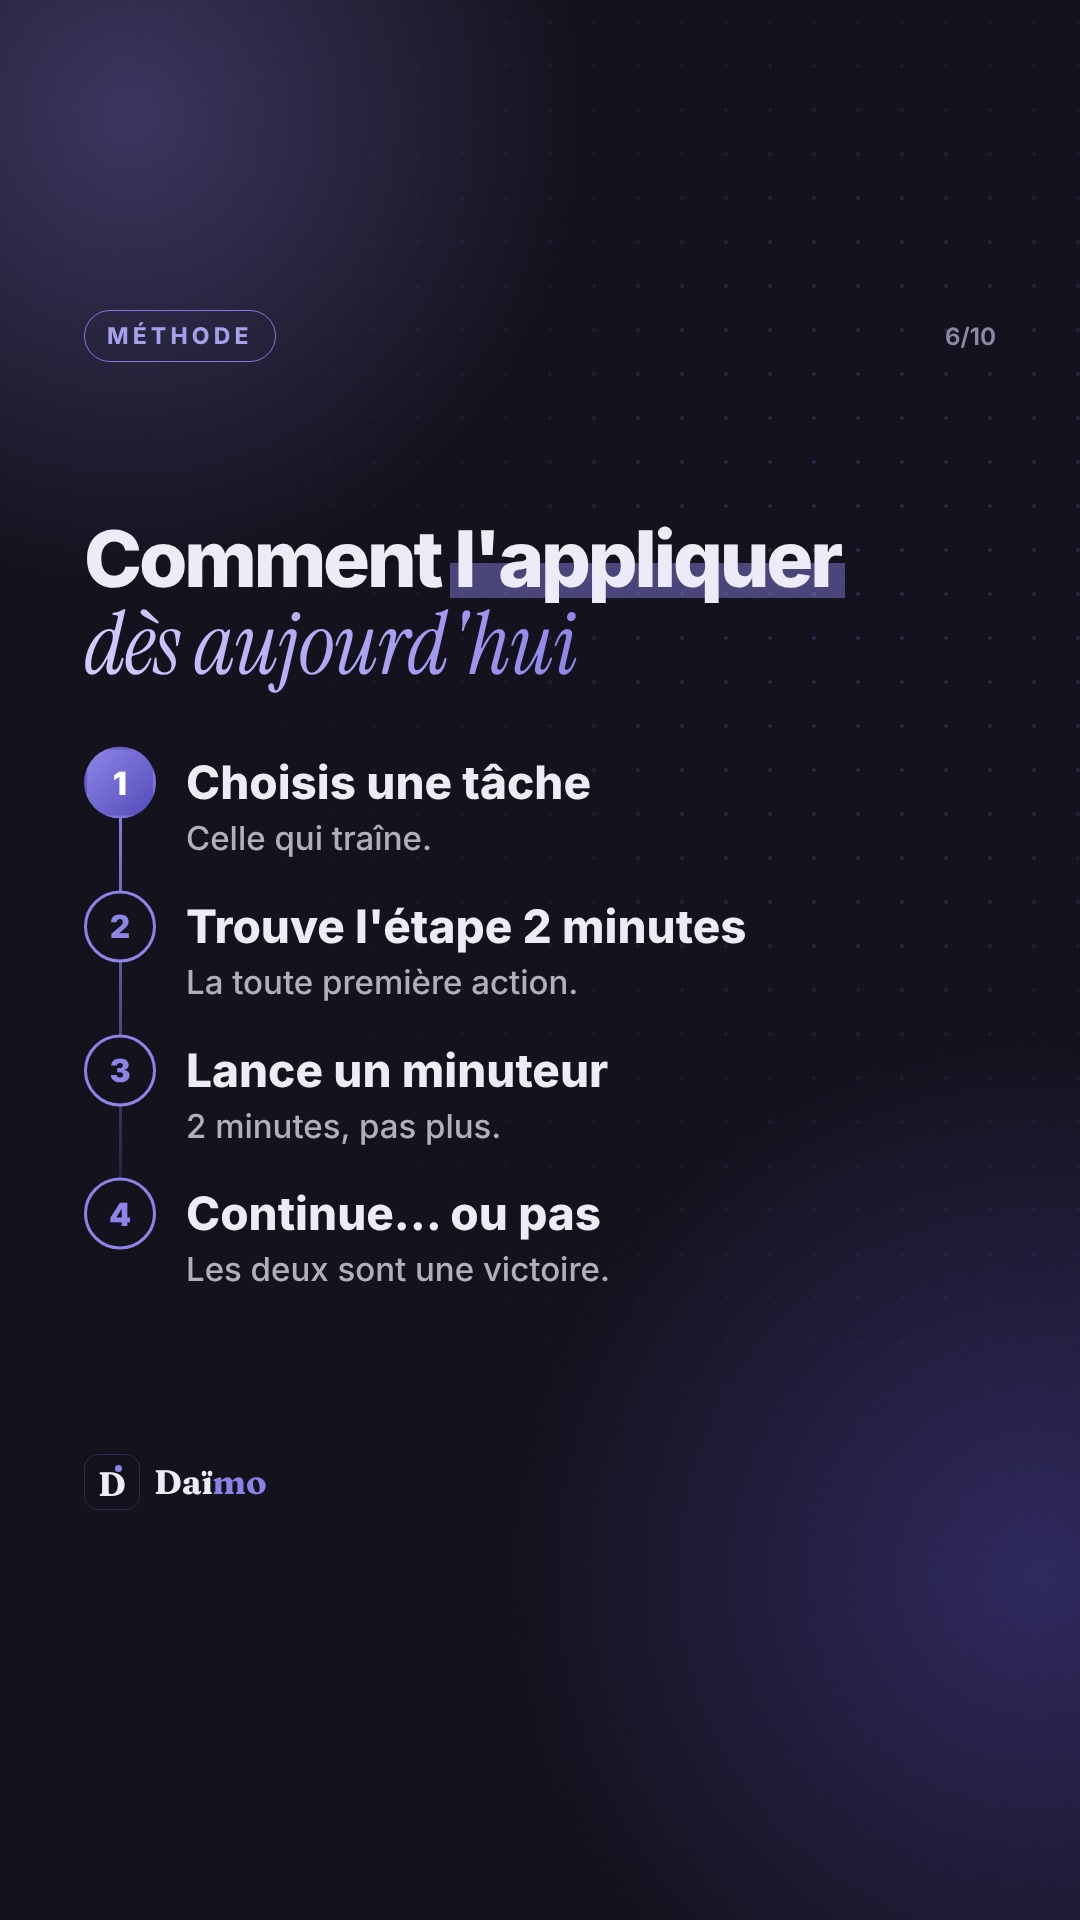 MÉTHODE
6/10
Comment l'appliquer
dès aujourd'hui
1
Choisis une tâche
Celle qui traîne.
2
Trouve l'étape 2 minutes
La toute première action.
3
Lance un minuteur
2 minutes, pas plus.
4
Continue... ou pas
Les deux sont une victoire.
D Daïmo